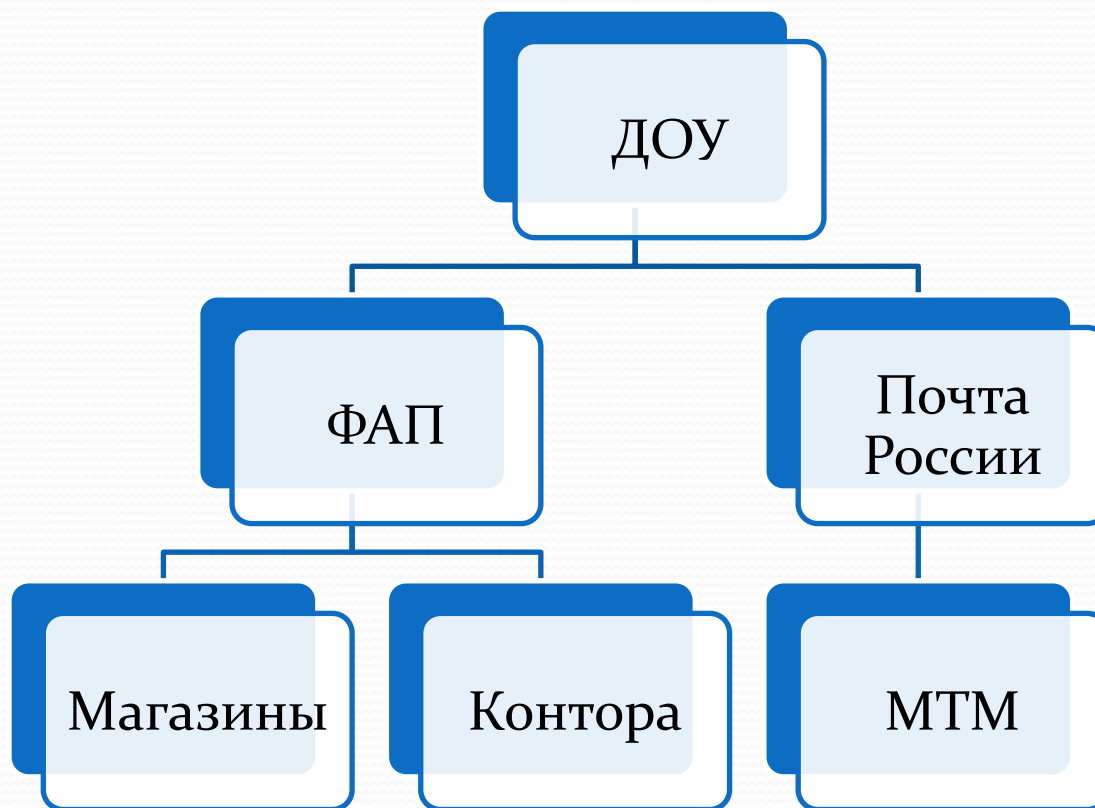 ДОУ
ФАП
Почта
России
Магазины
Контора
МТМ